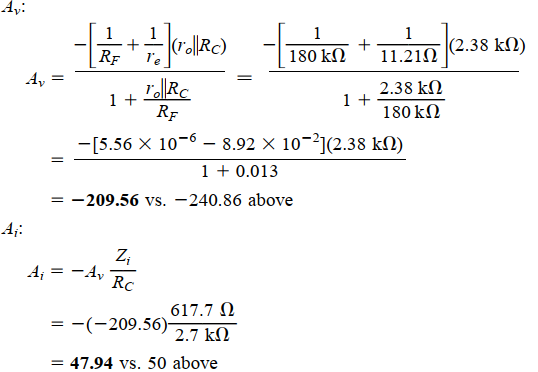 A_v:
A_v = −[1/R_F + 1/r_e](r_o||R_C) / (1 + r_o||R_C/R_F) = −[1/180 kΩ + 1/11.21Ω](2.38 kΩ) / (1 + 2.38 kΩ/180 kΩ)
= −[5.56 × 10⁻⁶ − 8.92 × 10⁻²](2.38 kΩ) / (1 + 0.013)
= −209.56 vs. −240.86 above
A_i:
A_i = −A_v Z_i/R_C
= −(−209.56) 617.7 Ω/2.7 kΩ
= 47.94 vs. 50 above